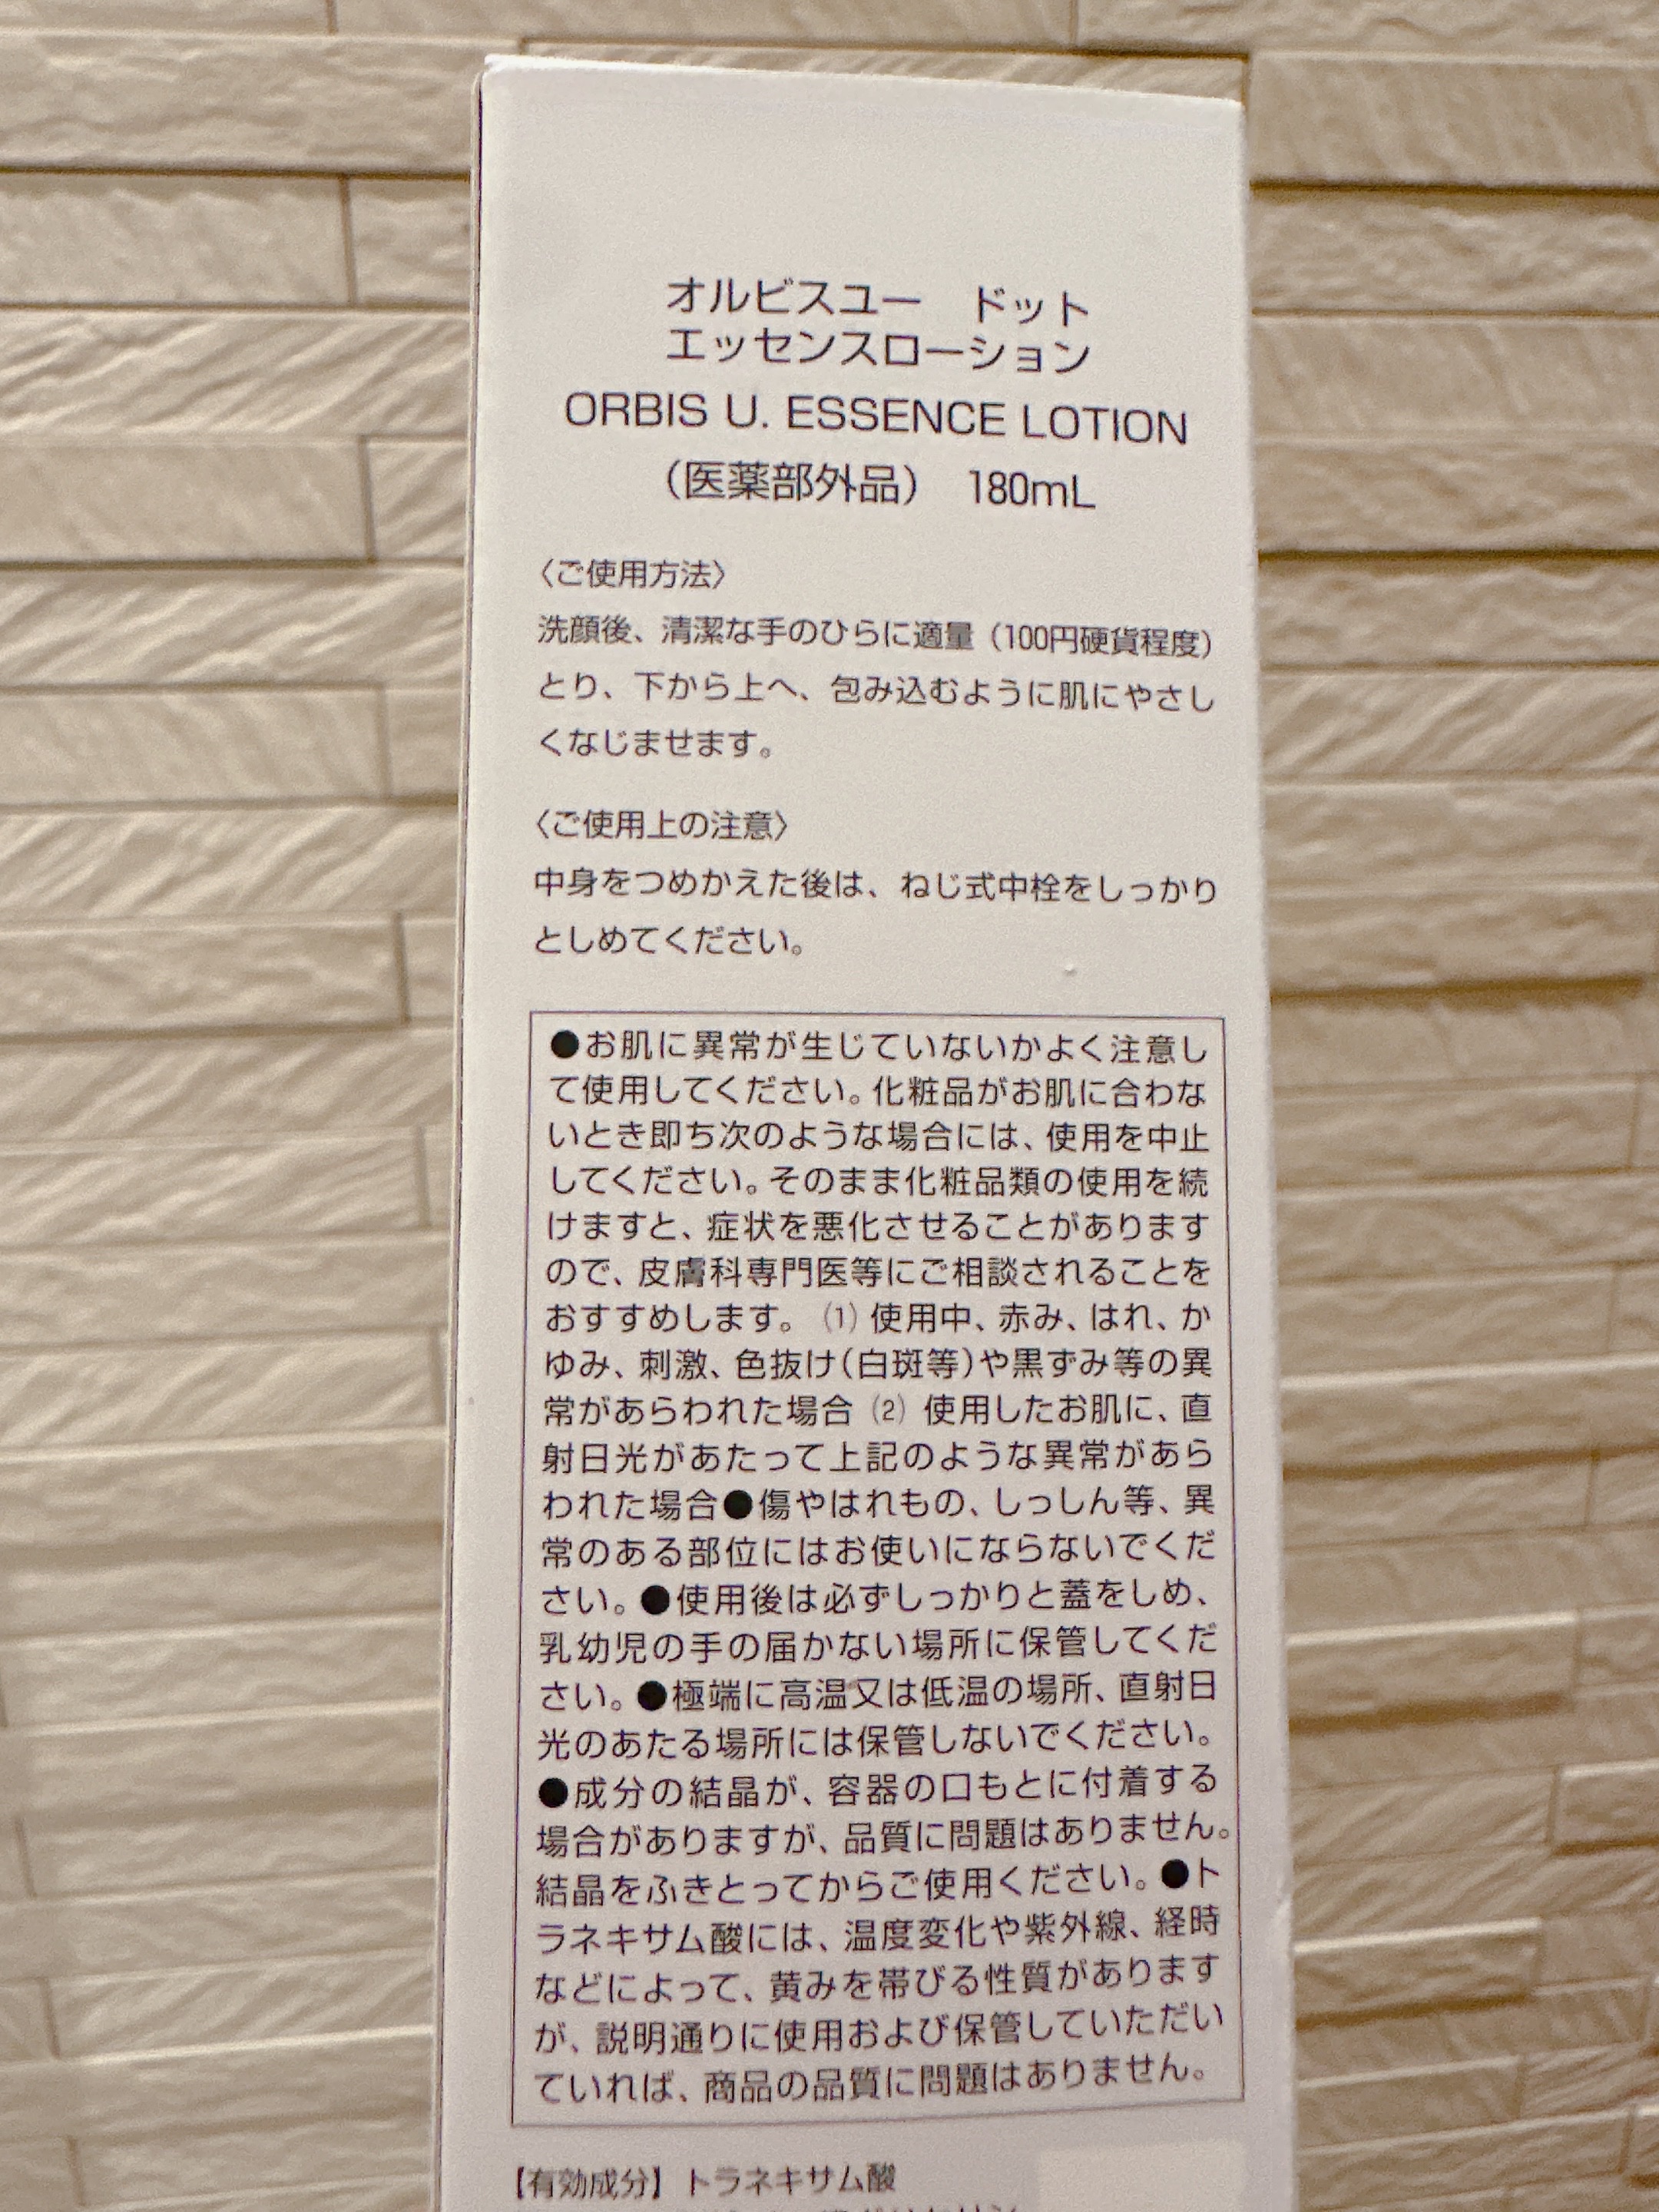 オルビスユー　ドット
エッセンスローション
ORBIS U. ESSENCE LOTION
（医薬部外品）　180mL
〈ご使用方法〉
洗顔後、清潔な手のひらに適量（100円硬貨程度）
とり、下から上へ、包み込むように肌にやさし
くなじませます。
〈ご使用上の注意〉
中身をつめかえた後は、ねじ式中栓をしっかり
としめてください。
●お肌に異常が生じていないかよく注意し
て使用してください。化粧品がお肌に合わな
いとき即ち次のような場合には、使用を中止
してください。そのまま化粧品類の使用を続
けますと、症状を悪化させることがあります
ので、皮膚科専門医等にご相談されることを
おすすめします。⑴ 使用中、赤み、はれ、か
ゆみ、刺激、色抜け（白斑等）や黒ずみ等の異
常があらわれた場合 ⑵ 使用したお肌に、直
射日光があたって上記のような異常があら
われた場合●傷やはれもの、しっしん等、異
常のある部位にはお使いにならないでくだ
さい。●使用後は必ずしっかりと蓋をしめ、
乳幼児の手の届かない場所に保管してくだ
さい。●極端に高温又は低温の場所、直射日
光のあたる場所には保管しないでください。
●成分の結晶が、容器の口もとに付着する
場合がありますが、品質に問題はありません。
結晶をふきとってからご使用ください。●ト
ラネキサム酸には、温度変化や紫外線、経時
などによって、黄みを帯びる性質があります
が、説明通りに使用および保管していただい
ていれば、商品の品質に問題はありません。
【有効成分】トラネキサム酸